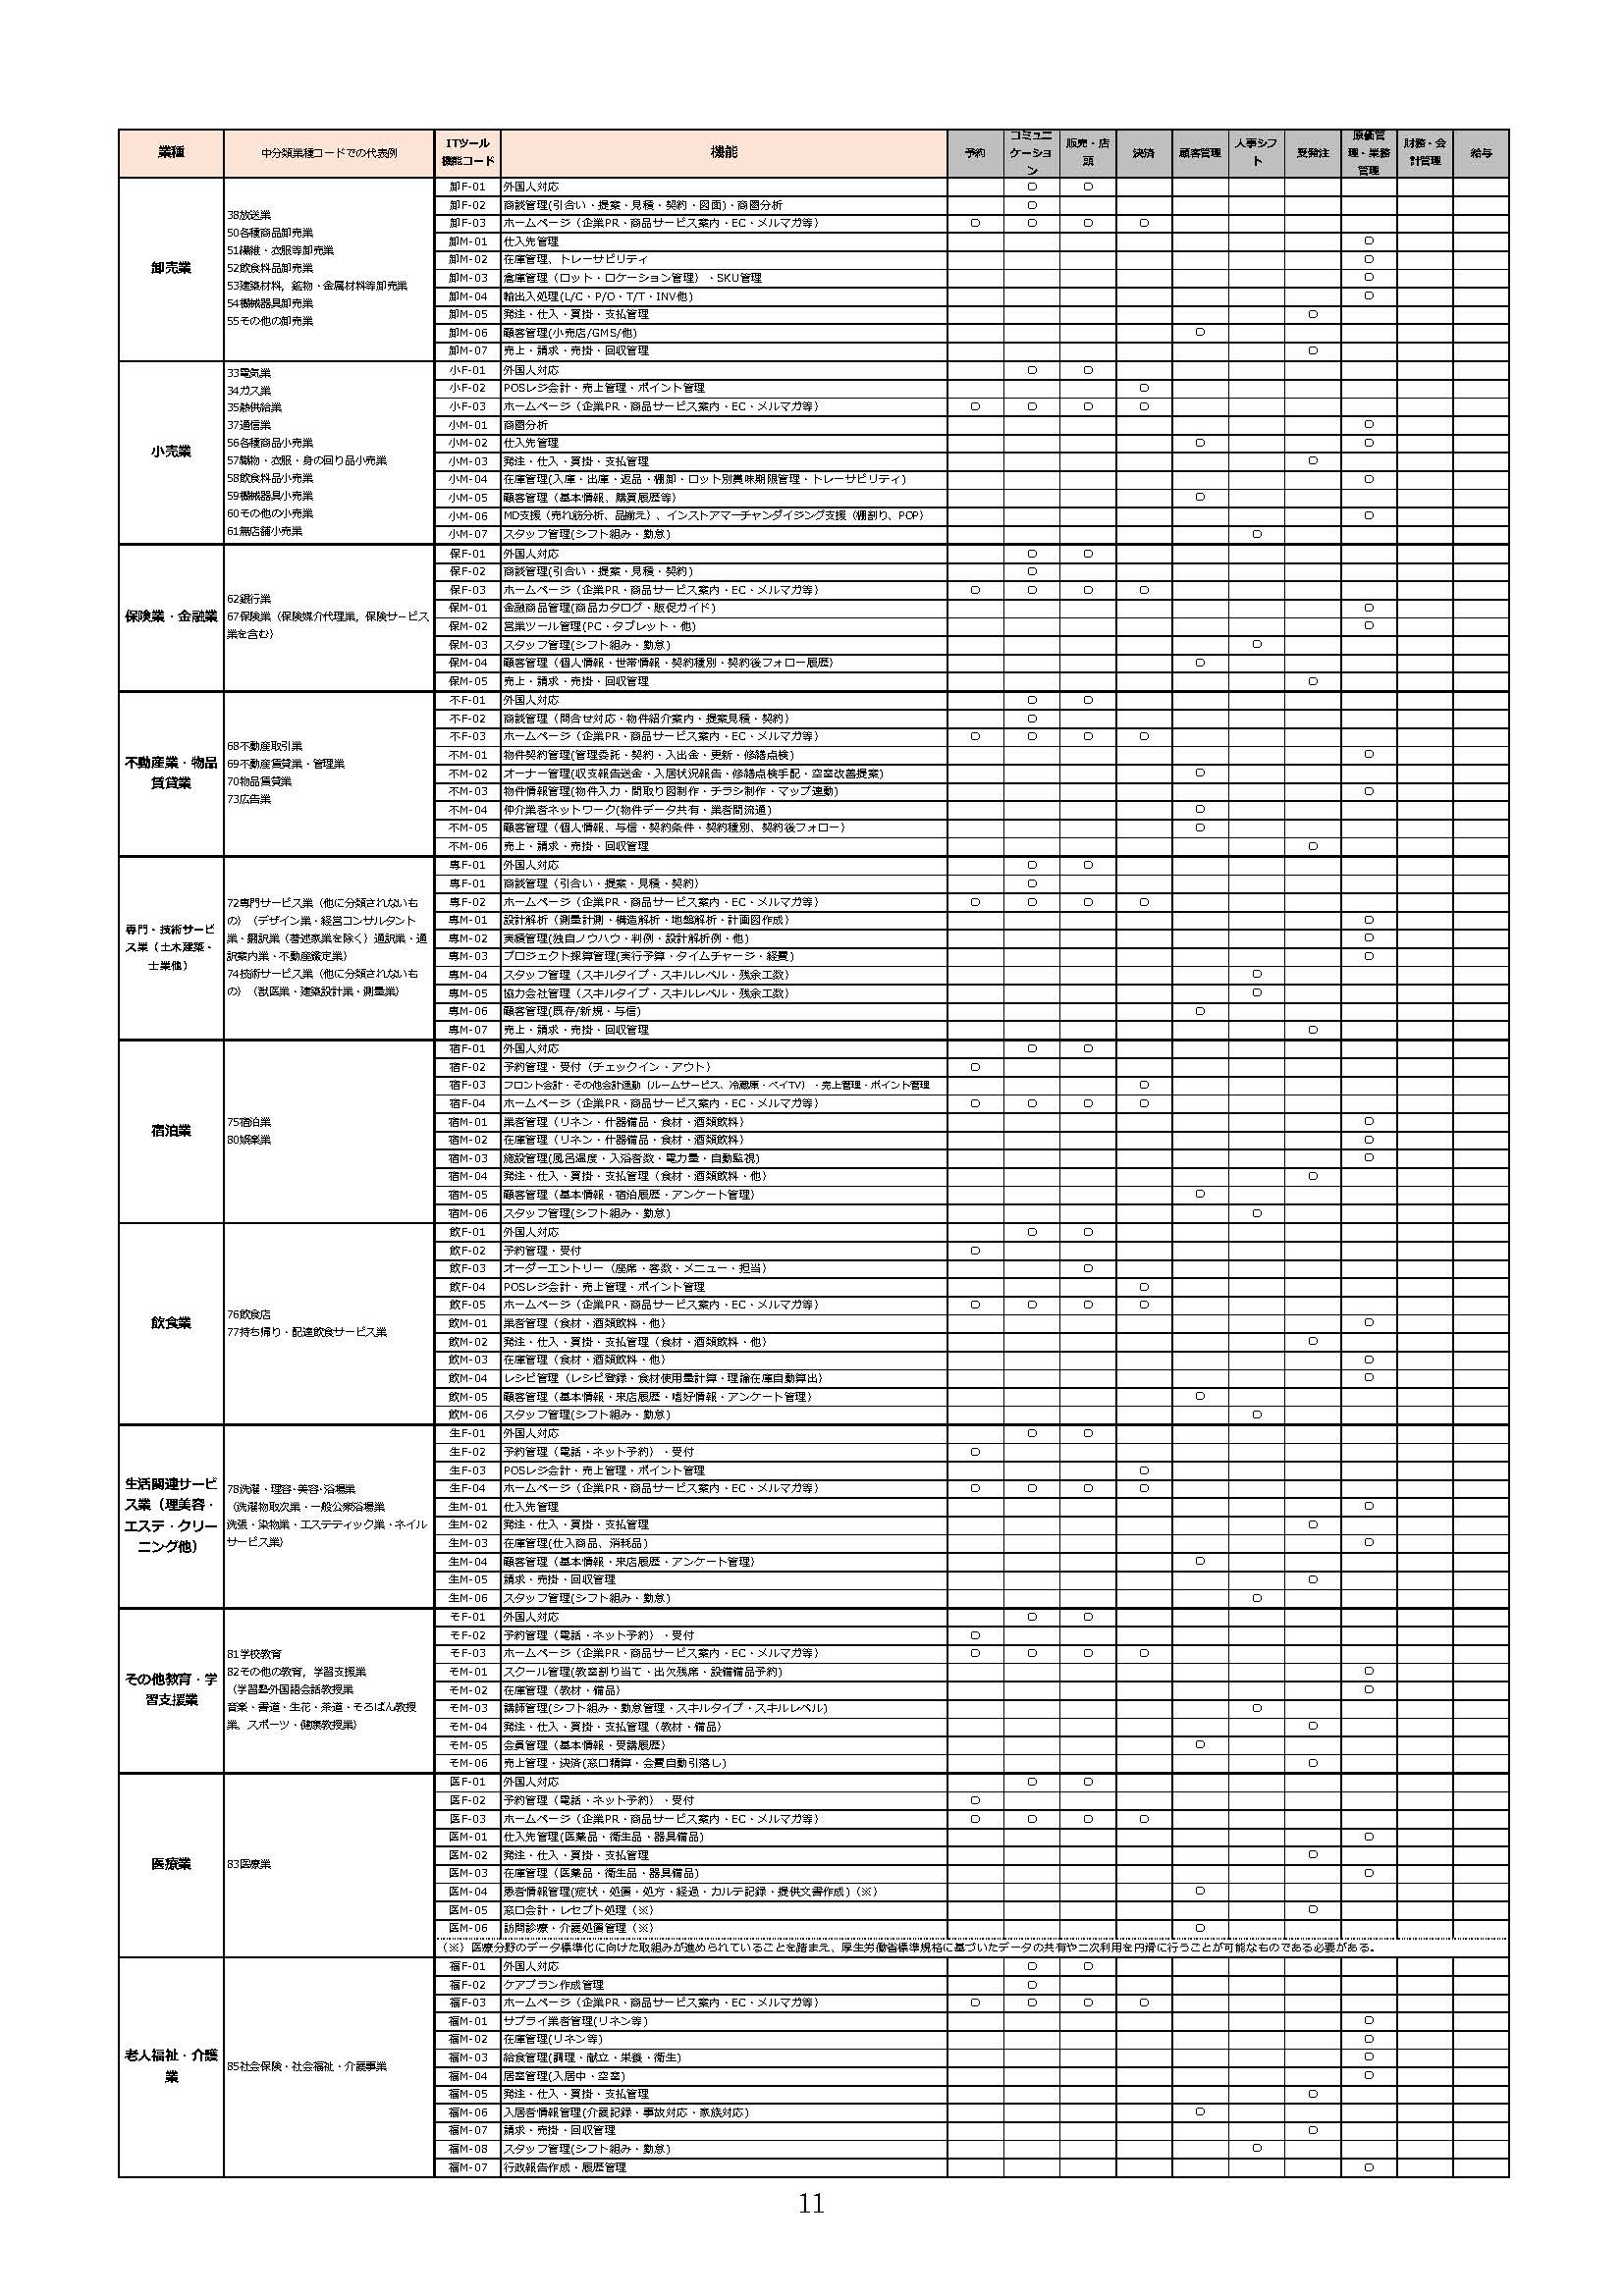 業種 中分類業種コードでの代表例 ITツール機能コード 機能 予約 コミュニケーション 販売・店頭 決済 顧客管理 人事シフト 受発注 原価管理・業務管理 財務・会計管理 給与
卸売業
38放送業
50各種商品卸売業
51繊維・衣服等卸売業
52飲食料品卸売業
53建築材料，鉱物・金属材料等卸売業
54機械器具卸売業
55その他の卸売業
卸F-01 外国人対応 ○ ○
卸F-02 商談管理(引合い・提案・見積・契約・図面)・商圏分析 ○
卸F-03 ホームページ（企業PR・商品サービス案内・EC・メルマガ等） ○ ○ ○ ○
卸M-01 仕入先管理 ○
卸M-02 在庫管理、トレーサビリティ ○
卸M-03 倉庫管理（ロット・ロケーション管理）・SKU管理 ○
卸M-04 輸出入処理(L/C・P/O・T/T・INV他) ○
卸M-05 発注・仕入・買掛・支払管理 ○
卸M-06 顧客管理(小売店/GMS/他) ○
卸M-07 売上・請求・売掛・回収管理 ○
小売業
33電気業
34ガス業
35熱供給業
37通信業
56各種商品小売業
57織物・衣服・身の回り品小売業
58飲食料品小売業
59機械器具小売業
60その他の小売業
61無店舗小売業
小F-01 外国人対応 ○ ○
小F-02 POSレジ会計・売上管理・ポイント管理 ○
小F-03 ホームページ（企業PR・商品サービス案内・EC・メルマガ等） ○ ○ ○ ○
小M-01 商圏分析 ○
小M-02 仕入先管理 ○ ○
小M-03 発注・仕入・買掛・支払管理 ○
小M-04 在庫管理(入庫・出庫・返品・棚卸・ロット別賞味期限管理・トレーサビリティ) ○
小M-05 顧客管理（基本情報、購買履歴等） ○
小M-06 MD支援（売れ筋分析、品揃え）、インストアマーチャンダイジング支援（棚割り、POP） ○
小M-07 スタッフ管理(シフト組み・勤怠) ○
保険業・金融業
62銀行業
67保険業（保険媒介代理業，保険サービス
業を含む）
保F-01 外国人対応 ○ ○
保F-02 商談管理(引合い・提案・見積・契約) ○
保F-03 ホームページ（企業PR・商品サービス案内・EC・メルマガ等） ○ ○ ○ ○
保M-01 金融商品管理(商品カタログ・販促ガイド) ○
保M-02 営業ツール管理(PC・タブレット・他) ○
保M-03 スタッフ管理(シフト組み・勤怠) ○
保M-04 顧客管理（個人情報・世帯情報・契約種別・契約後フォロー履歴） ○
保M-05 売上・請求・売掛・回収管理 ○
不動産業・物品
賃貸業
68不動産取引業
69不動産賃貸業・管理業
70物品賃貸業
73広告業
不F-01 外国人対応 ○ ○
不F-02 商談管理（問合せ対応・物件紹介案内・提案見積・契約） ○
不F-03 ホームページ（企業PR・商品サービス案内・EC・メルマガ等） ○ ○ ○ ○
不M-01 物件契約管理(管理委託・契約・入出金・更新・修繕点検) ○
不M-02 オーナー管理(収支報告送金・入居状況報告・修繕点検手配・空室改善提案) ○
不M-03 物件情報管理(物件入力・間取り図制作・チラシ制作・マップ連動) ○
不M-04 仲介業者ネットワーク(物件データ共有・業者間流通) ○
不M-05 顧客管理（個人情報、与信・契約条件・契約種別、契約後フォロー） ○
不M-06 売上・請求・売掛・回収管理 ○
専門・技術サービ
ス業（土木建築・
士業他）
72専門サービス業（他に分類されないも
の）（デザイン業・経営コンサルタント
業・翻訳業（著述家業を除く）通訳業・通
訳案内業・不動産鑑定業）
74技術サービス業（他に分類されないも
の）（獣医業・建築設計業・測量業）
専F-01 外国人対応 ○ ○
専F-01 商談管理（引合い・提案・見積・契約） ○
専F-02 ホームページ（企業PR・商品サービス案内・EC・メルマガ等） ○ ○ ○ ○
専M-01 設計解析（測量計測・構造解析・地盤解析・計画図作成） ○
専M-02 実績管理(独自ノウハウ・判例・設計解析例・他) ○
専M-03 プロジェクト採算管理(実行予算・タイムチャージ・経費) ○
専M-04 スタッフ管理（スキルタイプ・スキルレベル・残余工数） ○
専M-05 協力会社管理（スキルタイプ・スキルレベル・残余工数） ○
専M-06 顧客管理(既存/新規・与信) ○
専M-07 売上・請求・売掛・回収管理 ○
宿泊業
75宿泊業
80娯楽業
宿F-01 外国人対応 ○ ○
宿F-02 予約管理・受付（チェックイン・アウト） ○
宿F-03 フロント会計・その他会計連動（ルームサービス、冷蔵庫・ペイTV）・売上管理・ポイント管理 ○
宿F-04 ホームページ（企業PR・商品サービス案内・EC・メルマガ等） ○ ○ ○ ○
宿M-01 業者管理（リネン・什器備品・食材・酒類飲料） ○
宿M-02 在庫管理（リネン・什器備品・食材・酒類飲料） ○
宿M-03 施設管理(風呂温度・入浴客数・電力量・自動監視) ○
宿M-04 発注・仕入・買掛・支払管理（食材・酒類飲料・他） ○
宿M-05 顧客管理（基本情報・宿泊履歴・アンケート管理） ○
宿M-06 スタッフ管理(シフト組み・勤怠) ○
飲食業
76飲食店
77持ち帰り・配達飲食サービス業
飲F-01 外国人対応 ○ ○
飲F-02 予約管理・受付 ○
飲F-03 オーダーエントリー（座席・客数・メニュー・担当） ○
飲F-04 POSレジ会計・売上管理・ポイント管理 ○
飲F-05 ホームページ（企業PR・商品サービス案内・EC・メルマガ等） ○ ○ ○ ○
飲M-01 業者管理（食材・酒類飲料・他） ○
飲M-02 発注・仕入・買掛・支払管理（食材・酒類飲料・他） ○
飲M-03 在庫管理（食材・酒類飲料・他） ○
飲M-04 レシピ管理（レシピ登録・食材使用量計算・理論在庫自動算出） ○
飲M-05 顧客管理（基本情報・来店履歴・嗜好情報・アンケート管理） ○
飲M-06 スタッフ管理(シフト組み・勤怠) ○
生活関連サービ
ス業（理美容・
エステ・クリー
ニング他）
78洗濯・理容･美容･浴場業
（洗濯物取次業・一般公衆浴場業
洗張・染物業・エステティック業・ネイル
サービス業）
生F-01 外国人対応 ○ ○
生F-02 予約管理（電話・ネット予約）・受付 ○
生F-03 POSレジ会計・売上管理・ポイント管理 ○
生F-04 ホームページ（企業PR・商品サービス案内・EC・メルマガ等） ○ ○ ○ ○
生M-01 仕入先管理 ○
生M-02 発注・仕入・買掛・支払管理 ○
生M-03 在庫管理(仕入商品、消耗品) ○
生M-04 顧客管理（基本情報・来店履歴・アンケート管理） ○
生M-05 請求・売掛・回収管理 ○
生M-06 スタッフ管理(シフト組み・勤怠) ○
その他教育・学
習支援業
81学校教育
82その他の教育，学習支援業
（学習塾外国語会話教授業
音楽・書道・生花・茶道・そろばん教授
業、スポーツ・健康教授業）
そF-01 外国人対応 ○ ○
そF-02 予約管理（電話・ネット予約）・受付 ○
そF-03 ホームページ（企業PR・商品サービス案内・EC・メルマガ等） ○ ○ ○ ○
そM-01 スクール管理(教室割り当て・出欠残席・設備備品予約) ○
そM-02 在庫管理（教材・備品） ○
そM-03 講師管理(シフト組み・勤怠管理・スキルタイプ・スキルレベル) ○
そM-04 発注・仕入・買掛・支払管理（教材・備品） ○
そM-05 会員管理（基本情報・受講履歴） ○
そM-06 売上管理・決済(窓口精算・会費自動引落し) ○
医療業
83医療業
医F-01 外国人対応 ○ ○
医F-02 予約管理（電話・ネット予約）・受付 ○
医F-03 ホームページ（企業PR・商品サービス案内・EC・メルマガ等） ○ ○ ○ ○
医M-01 仕入先管理(医薬品・衛生品・器具備品) ○
医M-02 発注・仕入・買掛・支払管理 ○
医M-03 在庫管理（医薬品・衛生品・器具備品） ○
医M-04 患者情報管理(症状・処置・処方・経過・カルテ記録・提供文書作成)（※） ○
医M-05 窓口会計・レセプト処理（※） ○
医M-06 訪問診療・介護処置管理（※） ○
（※）医療分野のデータ標準化に向けた取組みが進められていることを踏まえ、厚生労働省標準規格に基づいたデータの共有や二次利用を円滑に行うことが可能なものである必要がある。
老人福祉・介護
業
85社会保険・社会福祉・介護事業
福F-01 外国人対応 ○ ○
福F-02 ケアプラン作成管理 ○
福F-03 ホームページ（企業PR・商品サービス案内・EC・メルマガ等） ○ ○ ○ ○
福M-01 サプライ業者管理(リネン等) ○
福M-02 在庫管理(リネン等) ○
福M-03 給食管理(調理・献立・栄養・衛生) ○
福M-04 居室管理(入居中・空室) ○
福M-05 発注・仕入・買掛・支払管理 ○
福M-06 入居者情報管理(介護記録・事故対応・家族対応) ○
福M-07 請求・売掛・回収管理 ○
福M-08 スタッフ管理(シフト組み・勤怠) ○
福M-07 行政報告作成・履歴管理 ○
11